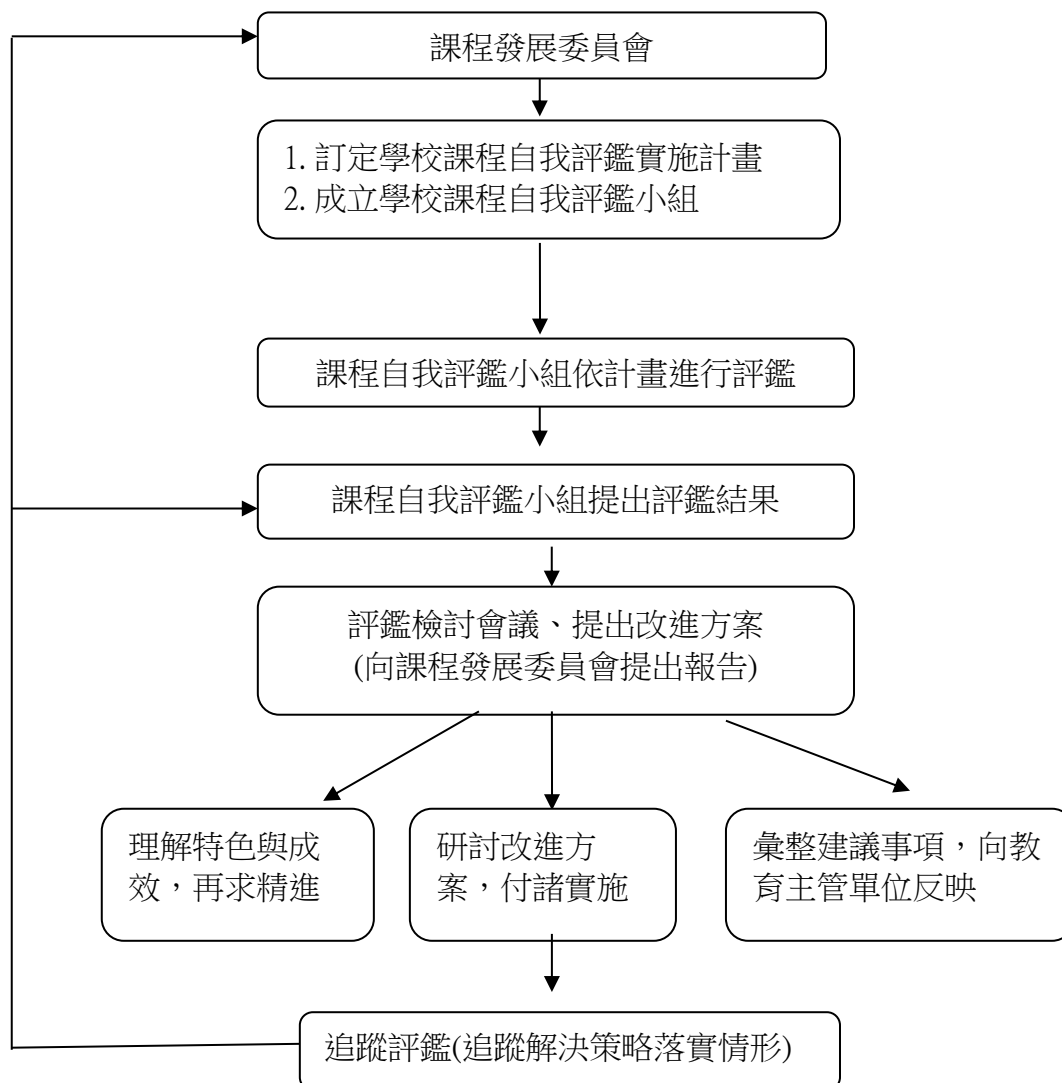 課程發展委員會
1. 訂定學校課程自我評鑑實施計畫
2. 成立學校課程自我評鑑小組
課程自我評鑑小組依計畫進行評鑑
課程自我評鑑小組提出評鑑結果
評鑑檢討會議、提出改進方案
(向課程發展委員會提出報告)
理解特色與成
效，再求精進
研討改進方
案，付諸實施
彙整建議事項，向教
育主管單位反映
追蹤評鑑(追蹤解決策略落實情形)